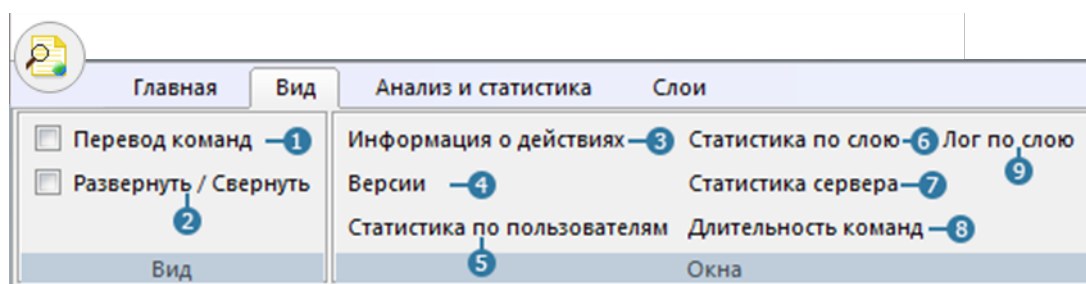 Главная Вид Анализ и статистика Слои
Перевод команд 1 Информация о действиях 3 Статистика по слою 6 Лог по слою
9
Развернуть / Свернуть Версии 4 Статистика сервера 7
2
Статистика по пользователям Длительность команд 8
5
Вид Окна